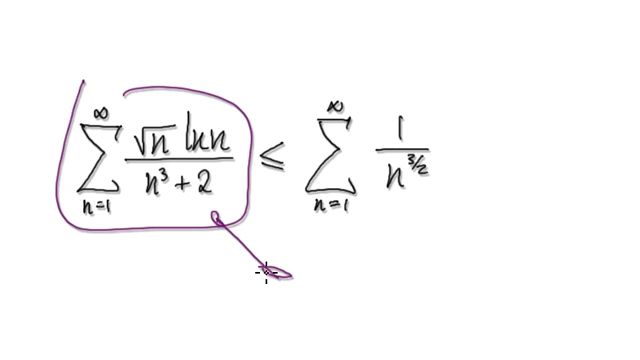 ∑_{n=1}^{∞} √n ln n / (n³ + 2) ≤ ∑_{n=1}^{∞} 1 / n^{3/2}